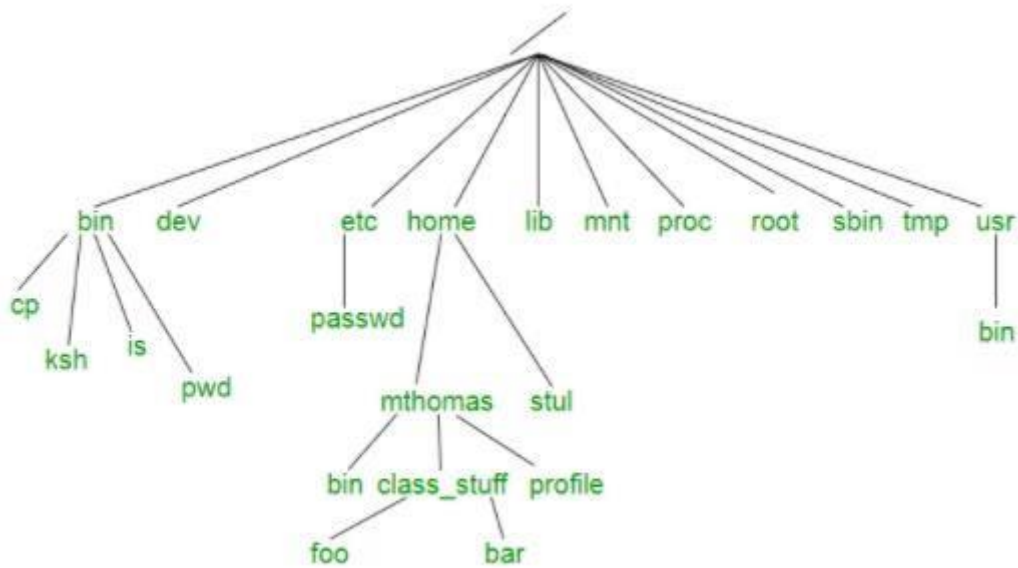 bin dev etc home lib mnt proc root sbin tmp usr
cp
passwd
bin
ksh
is
pwd
mthomas stul
bin class_stuff profile
foo bar